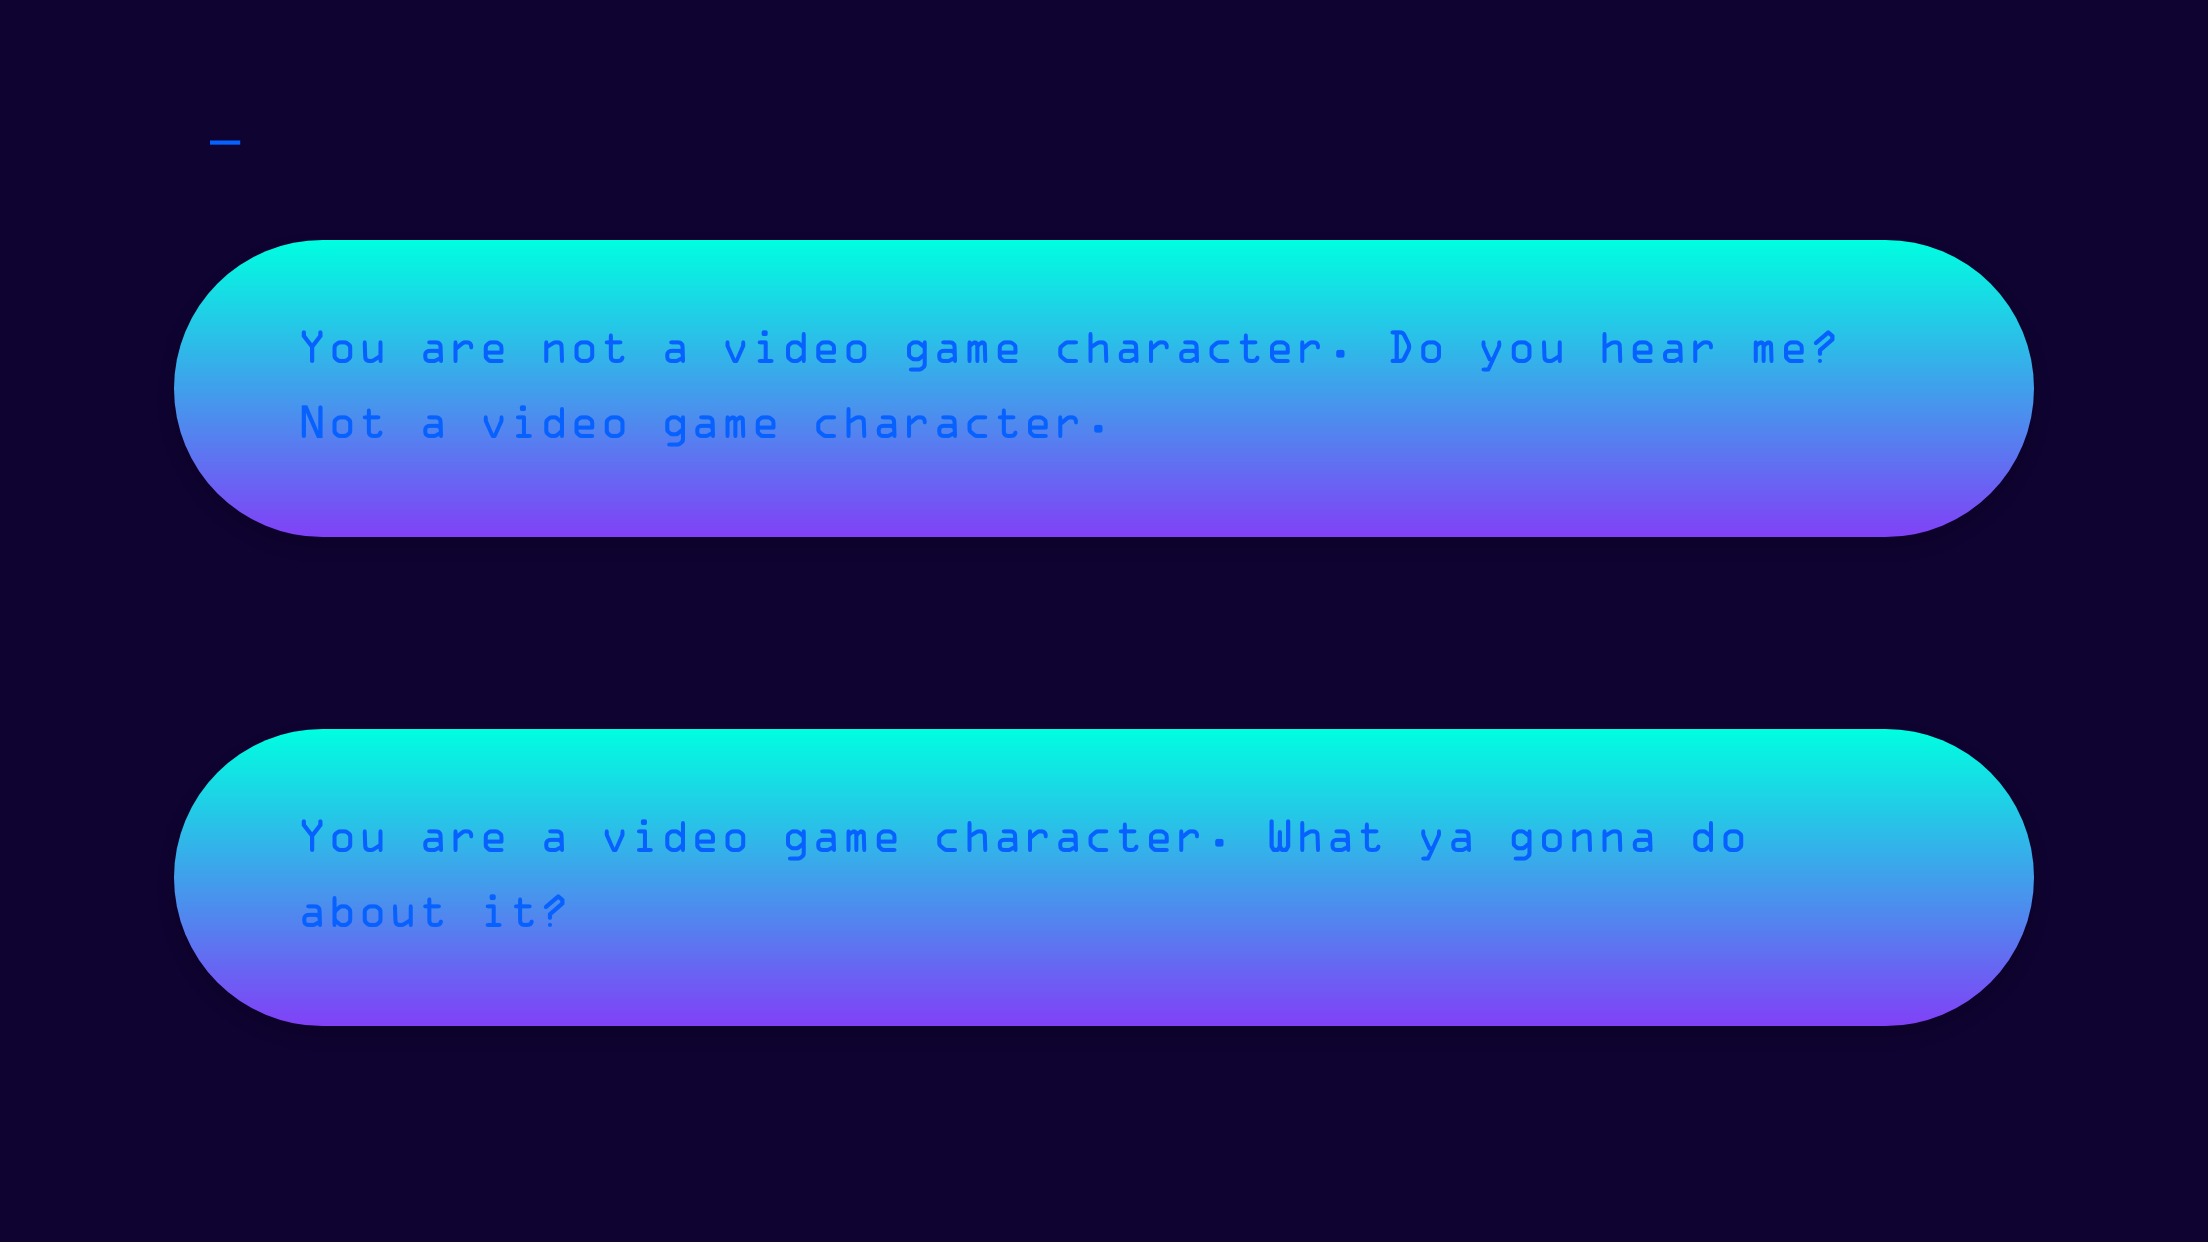 _
You are not a video game character. Do you hear me?
Not a video game character.
You are a video game character. What ya gonna do
about it?